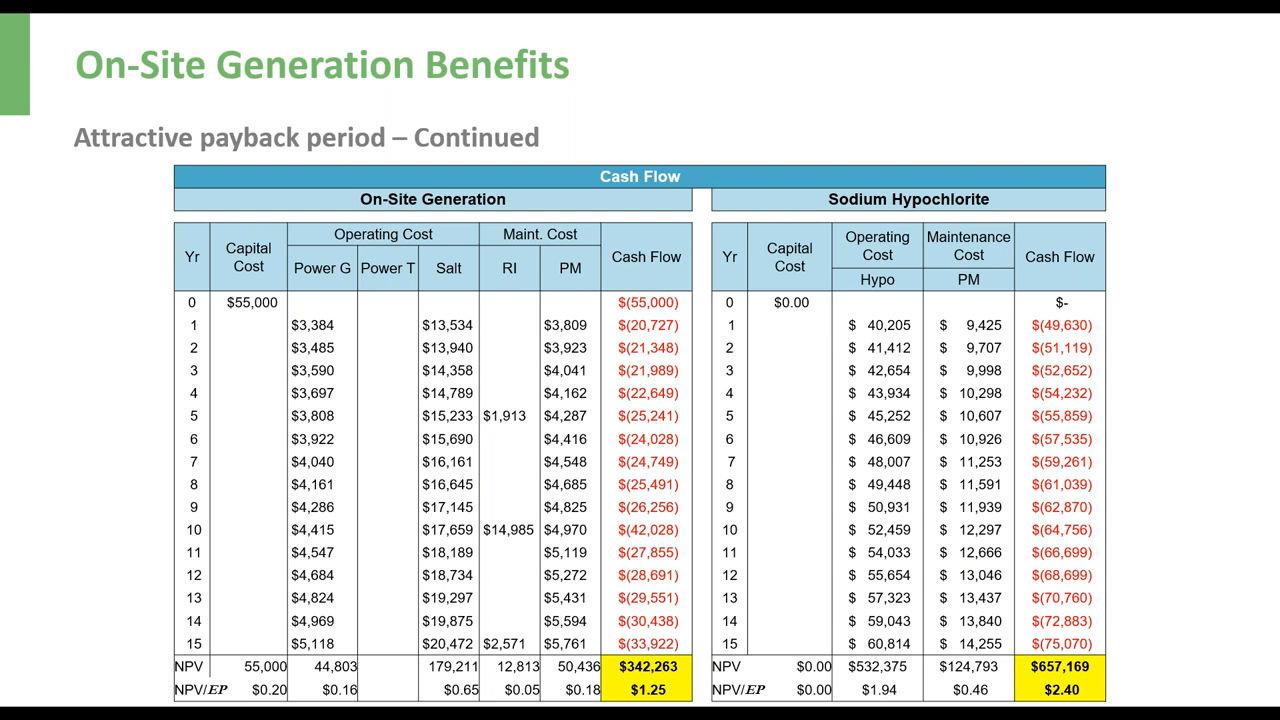 On-Site Generation Benefits
Attractive payback period – Continued
Cash Flow
On-Site Generation Sodium Hypochlorite
Yr Capital Cost Operating Cost Maint. Cost Cash Flow Yr Capital Cost Operating Cost Maintenance Cost Cash Flow
Power G Power T Salt RI PM Hypo PM
0 $55,000 $(55,000) 0 $0.00 $-
1 $3,384 $13,534 $3,809 $(20,727) 1 $ 40,205 $ 9,425 $(49,630)
2 $3,485 $13,940 $3,923 $(21,348) 2 $ 41,412 $ 9,707 $(51,119)
3 $3,590 $14,358 $4,041 $(21,989) 3 $ 42,654 $ 9,998 $(52,652)
4 $3,697 $14,789 $4,162 $(22,649) 4 $ 43,934 $ 10,298 $(54,232)
5 $3,808 $15,233 $1,913 $4,287 $(25,241) 5 $ 45,252 $ 10,607 $(55,859)
6 $3,922 $15,690 $4,416 $(24,028) 6 $ 46,609 $ 10,926 $(57,535)
7 $4,040 $16,161 $4,548 $(24,749) 7 $ 48,007 $ 11,253 $(59,261)
8 $4,161 $16,645 $4,685 $(25,491) 8 $ 49,448 $ 11,591 $(61,039)
9 $4,286 $17,145 $4,825 $(26,256) 9 $ 50,931 $ 11,939 $(62,870)
10 $4,415 $17,659 $14,985 $4,970 $(42,028) 10 $ 52,459 $ 12,297 $(64,756)
11 $4,547 $18,189 $5,119 $(27,855) 11 $ 54,033 $ 12,666 $(66,699)
12 $4,684 $18,734 $5,272 $(28,691) 12 $ 55,654 $ 13,046 $(68,699)
13 $4,824 $19,297 $5,431 $(29,551) 13 $ 57,323 $ 13,437 $(70,760)
14 $4,969 $19,875 $5,594 $(30,438) 14 $ 59,043 $ 13,840 $(72,883)
15 $5,118 $20,472 $2,571 $5,761 $(33,922) 15 $ 60,814 $ 14,255 $(75,070)
NPV 55,000 44,803 179,211 12,813 50,436 $342,263 NPV $0.00 $532,375 $124,793 $657,169
NPV/EP $0.20 $0.16 $0.65 $0.05 $0.18 $1.25 NPV/EP $0.00 $1.94 $0.46 $2.40